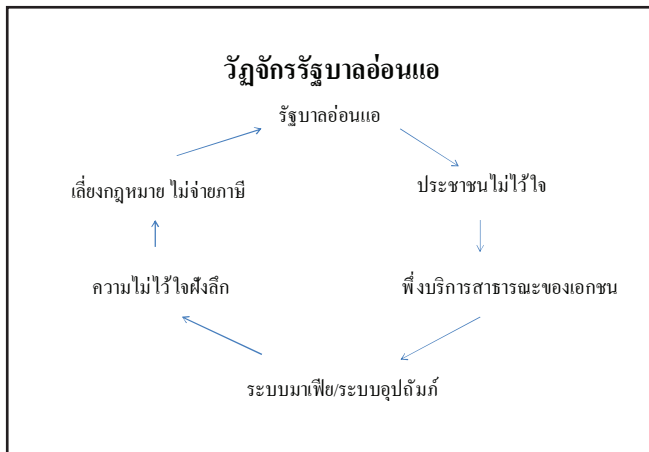 วัฏจักรรัฐบาลอ่อนแอ
รัฐบาลอ่อนแอ
ประชาชนไม่ไว้ใจ
พึ่งบริการสาธารณะของเอกชน
ระบบมาเฟีย/ระบบอุปถัมภ์
ความไม่ไว้ใจฝังลึก
เลี่ยงกฎหมาย ไม่จ่ายภาษี